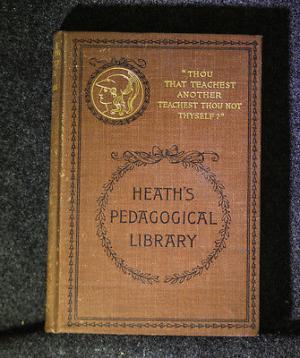 "THOU
THAT TEACHEST
ANOTHER
TEACHEST THOU NOT
THYSELF?"
HEATH'S
PEDAGOGICAL
LIBRARY